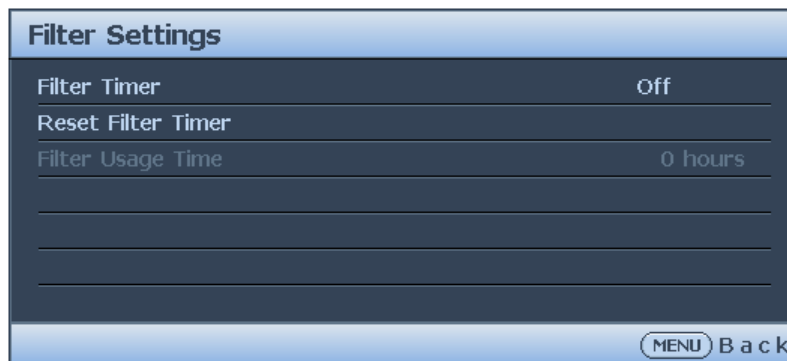 Filter Settings
Filter Timer Off
Reset Filter Timer
Filter Usage Time 0 hours
MENU Back